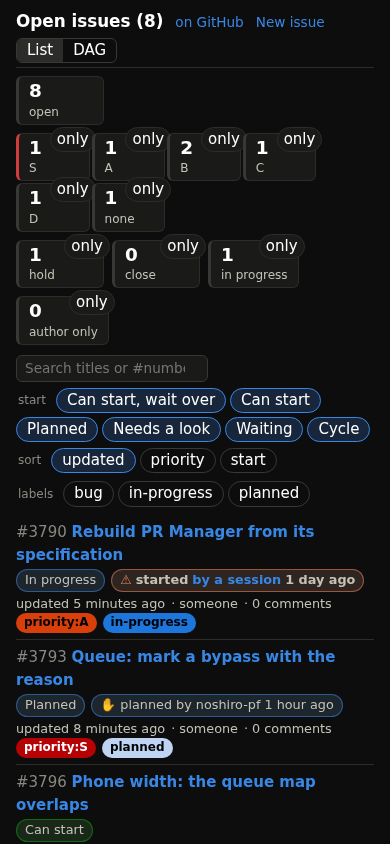 Open issues (8) on GitHub New issue
List DAG
8
open
1 only 1 only 2 only 1 only
S A B C
1 only 1 only
D none
1 only 0 only 1 only
hold close in progress
0 only
author only
Search titles or #numbe
start Can start, wait over Can start
Planned Needs a look Waiting Cycle
sort updated priority start
labels bug in-progress planned
#3790 Rebuild PR Manager from its
specification
In progress ⚠ started by a session 1 day ago
updated 5 minutes ago · someone · 0 comments
priority:A in-progress
#3793 Queue: mark a bypass with the
reason
Planned ✋ planned by noshiro-pf 1 hour ago
updated 8 minutes ago · someone · 0 comments
priority:S planned
#3796 Phone width: the queue map
overlaps
Can start